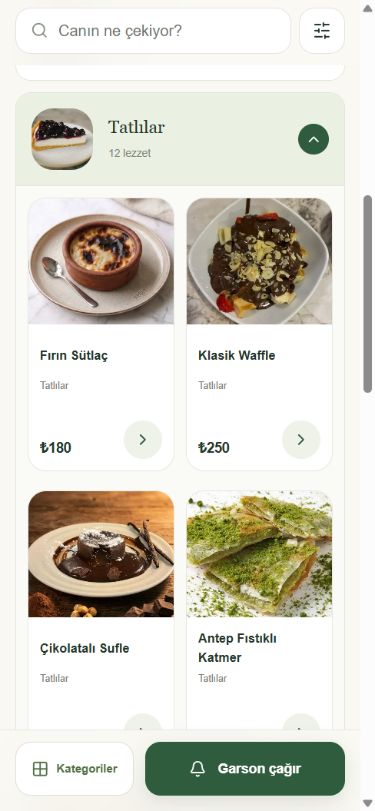 Canın ne çekiyor?
Tatlılar
12 lezzet
Fırın Sütlaç
Tatlılar
₺180
Klasik Waffle
Tatlılar
₺250
Çikolatalı Sufle
Tatlılar
Antep Fıstıklı
Katmer
Tatlılar
Kategoriler
Garson çağır